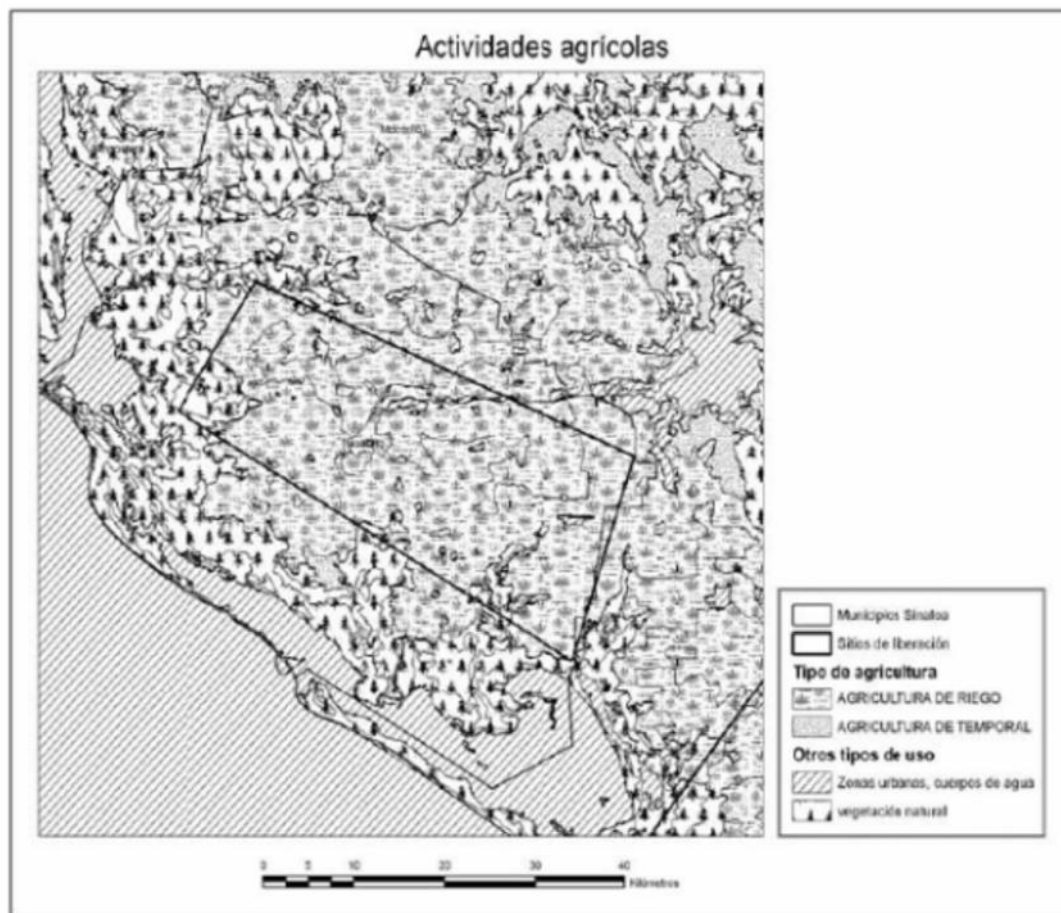 Actividades agrícolas
Municipios Sinaloa
Sitios de liberación
Tipo de agricultura
AGRICULTURA DE RIEGO
AGRICULTURA DE TEMPORAL
Otros tipos de uso
Zonas urbanas, cuerpos de agua
vegetación natural
0 5 10 20 30 40
Kilómetros